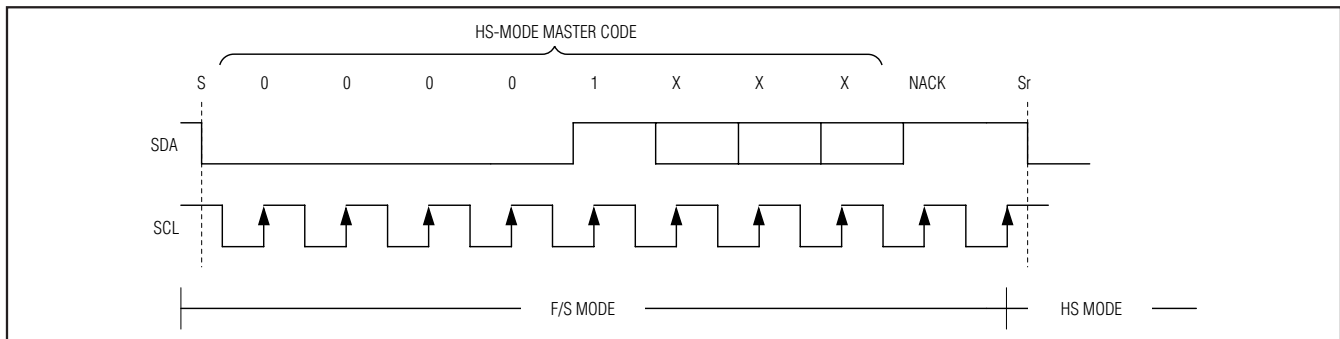 HS-MODE MASTER CODE
S 0 0 0 0 1 X X X NACK Sr
SDA
SCL
F/S MODE HS MODE